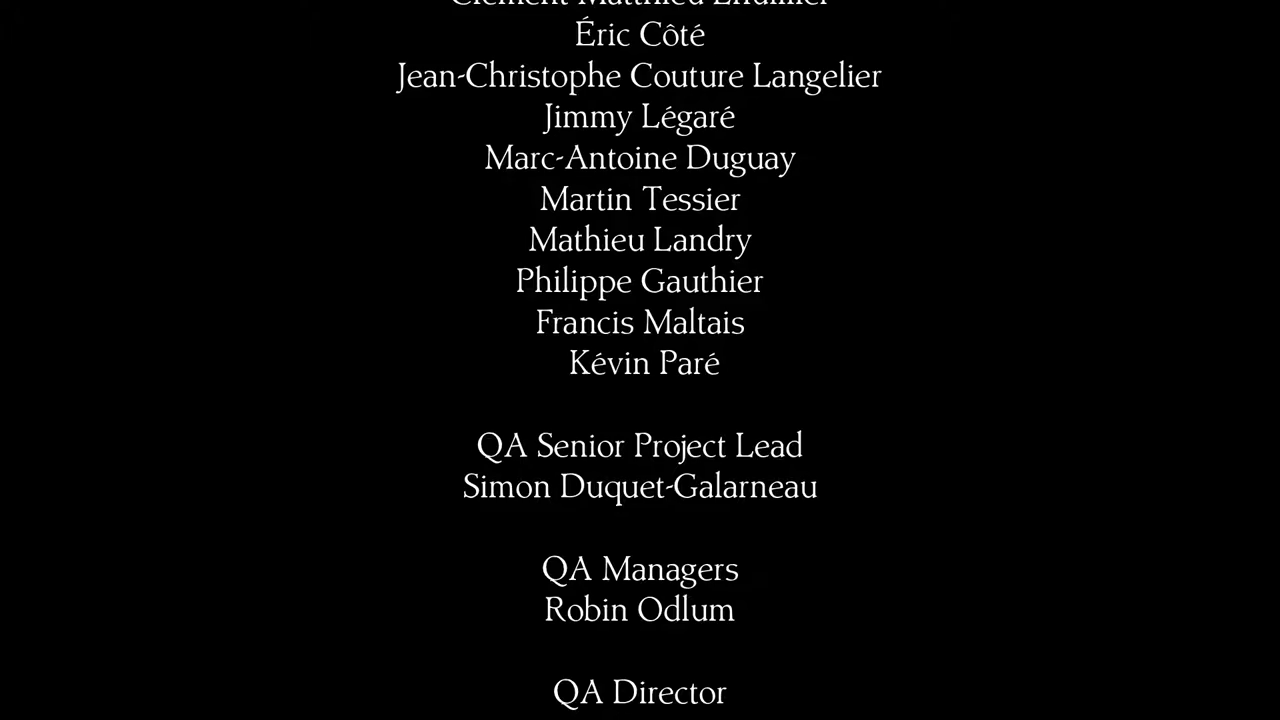 Éric Côté
Jean-Christophe Couture Langelier
Jimmy Légaré
Marc-Antoine Duguay
Martin Tessier
Mathieu Landry
Philippe Gauthier
Francis Maltais
Kévin Paré
QA Senior Project Lead
Simon Duquet-Galarneau
QA Managers
Robin Odlum
QA Director